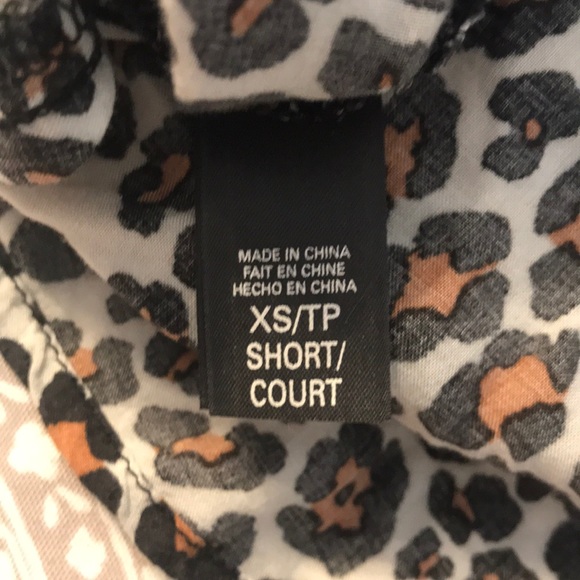 MADE IN CHINA
FAIT EN CHINE
HECHO EN CHINA
XS/TP
SHORT/
COURT